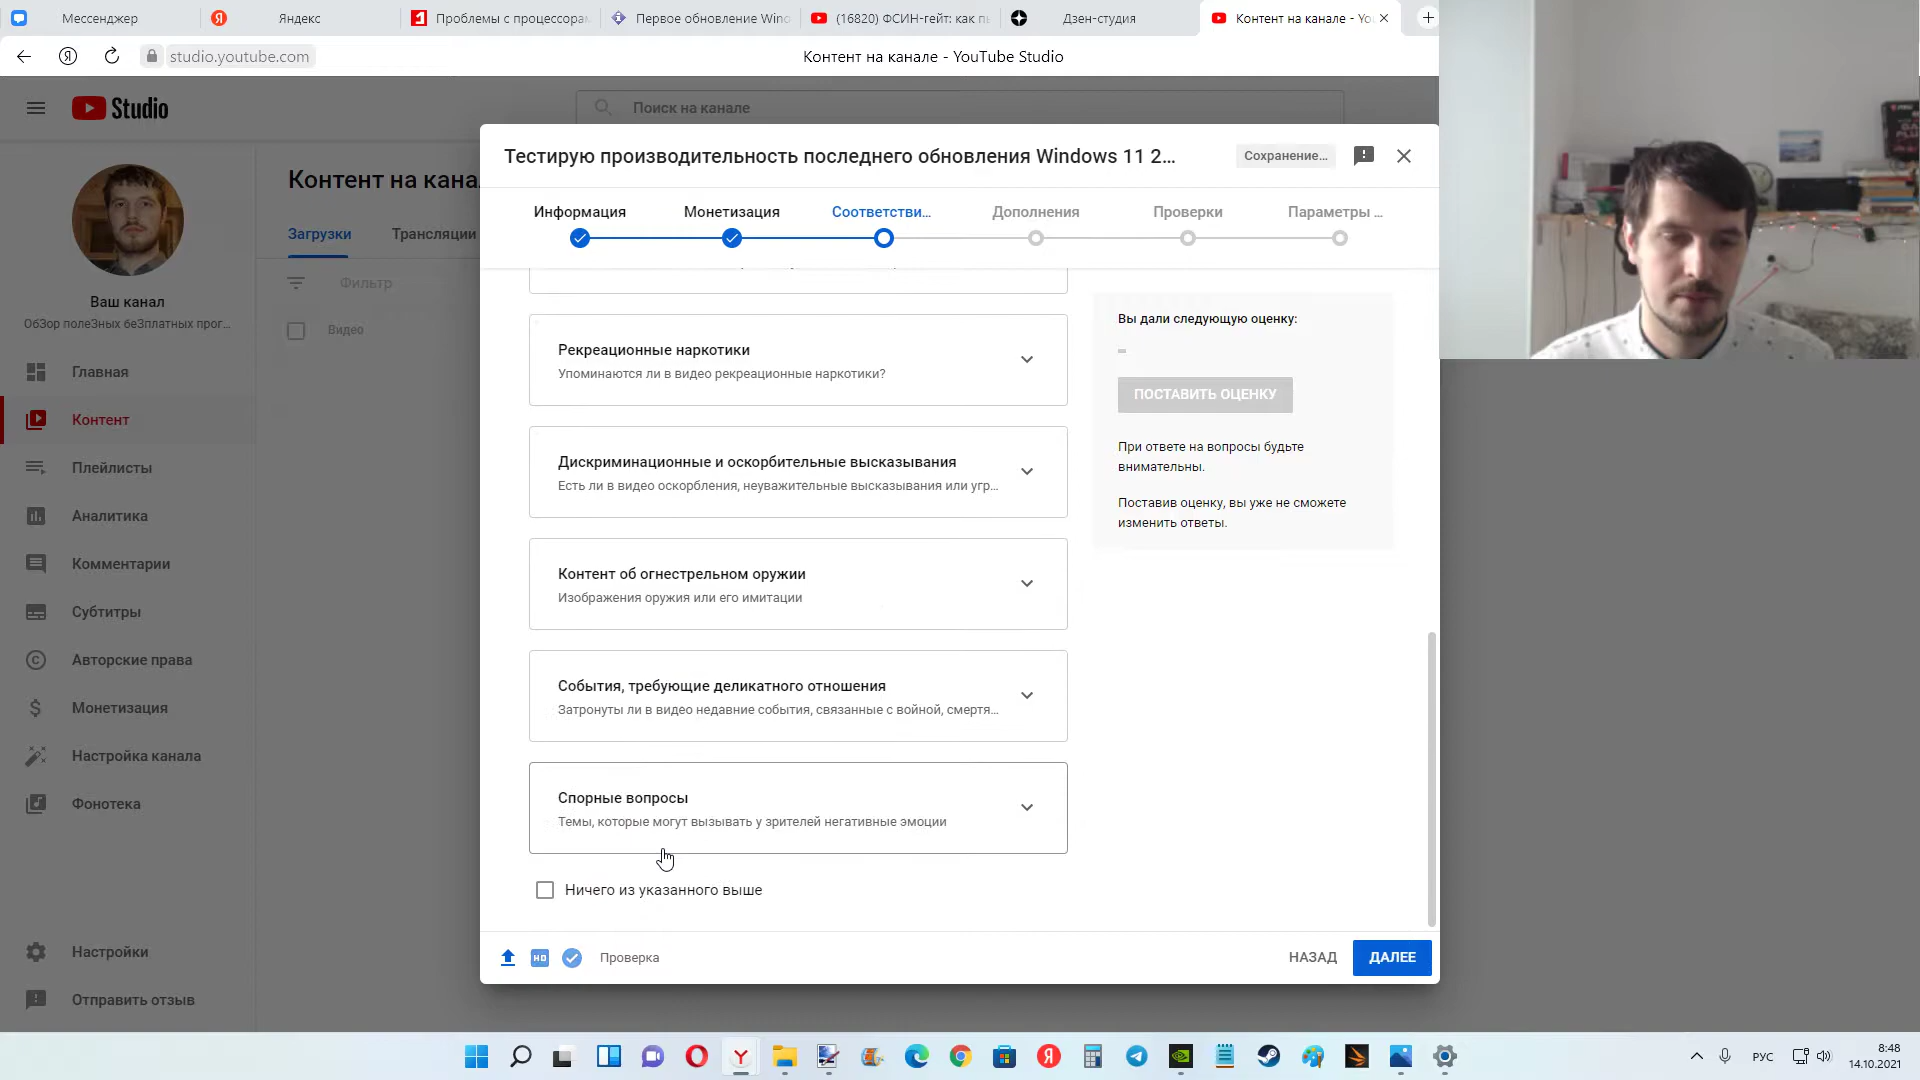 Мессенджер
Яндекс
Проблемы с процессорам
Первое обновление Wind
(16820) ФСИН-гейт: как пы
Дзен-студия
Контент на канале - You
studio.youtube.com
Контент на канале - YouTube Studio
Studio
Поиск на канале
Ваш канал
ОбЗор полеЗных беЗплатных прог...
Главная
Контент
Плейлисты
Аналитика
Комментарии
Субтитры
Авторские права
Монетизация
Настройка канала
Фонотека
Настройки
Отправить отзыв
Контент на кана
Загрузки
Трансляции
Фильтр
Видео
Тестирую производительность последнего обновления Windows 11 2...
Сохранение...
Информация
Монетизация
Соответстви...
Дополнения
Проверки
Параметры ...
Рекреационные наркотики
Упоминаются ли в видео рекреационные наркотики?
Дискриминационные и оскорбительные высказывания
Есть ли в видео оскорбления, неуважительные высказывания или угр...
Контент об огнестрельном оружии
Изображения оружия или его имитации
События, требующие деликатного отношения
Затронуты ли в видео недавние события, связанные с войной, смертя...
Спорные вопросы
Темы, которые могут вызывать у зрителей негативные эмоции
Ничего из указанного выше
Вы дали следующую оценку:
–
ПОСТАВИТЬ ОЦЕНКУ
При ответе на вопросы будьте
внимательны.
Поставив оценку, вы уже не сможете
изменить ответы.
HD
Проверка
НАЗАД
ДАЛЕЕ
РУС
8:48
14.10.2021